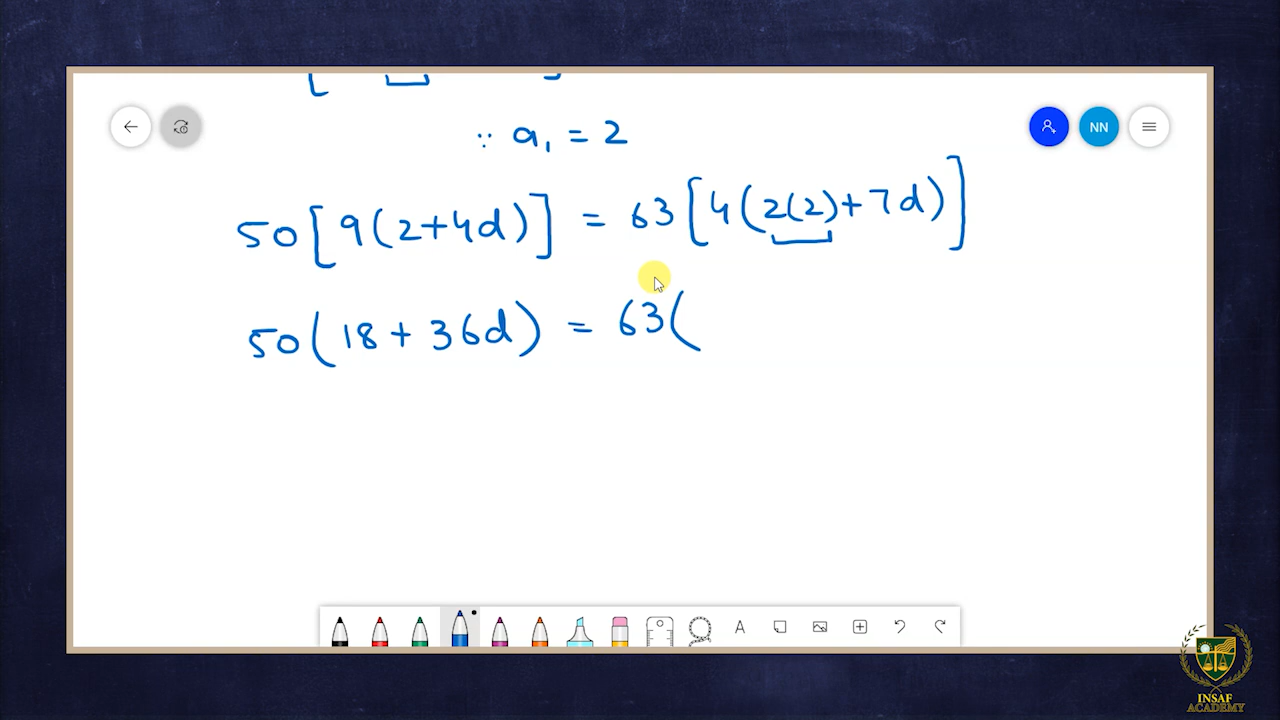 ∵ a₁ = 2
NN
50[9(2+4d)] = 63[4(2(2)+7d)]
50(18+36d) = 63(
A
INSAF
ACADEMY